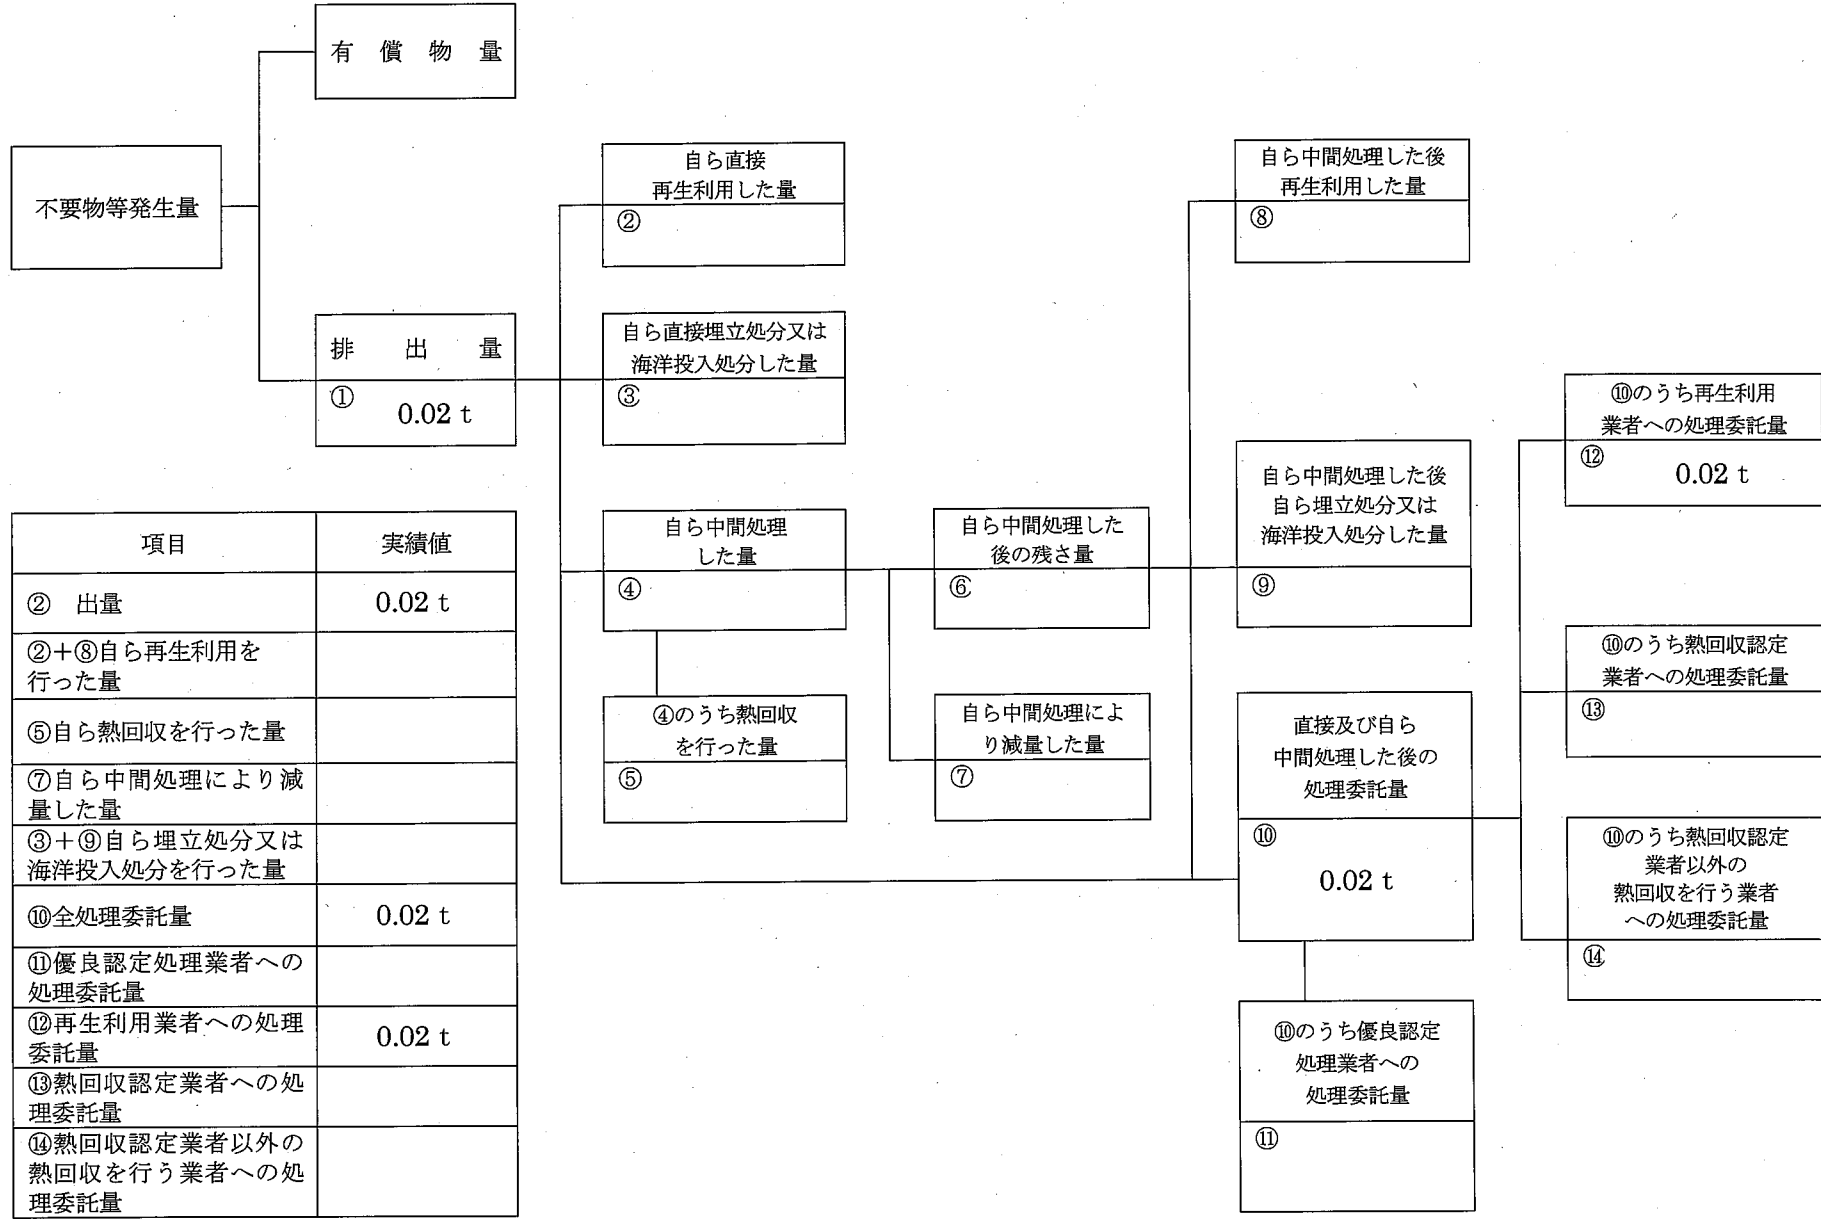 有償物量
不要物等発生量
排出量
①
0.02 t
自ら直接
再生利用した量
②
自ら直接埋立処分又は
海洋投入処分した量
③
自ら中間処理
した量
④
④のうち熱回収
を行った量
⑤
自ら中間処理した
後の残さ量
⑥
自ら中間処理によ
り減量した量
⑦
自ら中間処理した後
再生利用した量
⑧
自ら中間処理した後
自ら埋立処分又は
海洋投入処分した量
⑨
直接及び自ら
中間処理した後の
処理委託量
⑩
0.02 t
⑩のうち優良認定
処理業者への
処理委託量
⑪
⑩のうち再生利用
業者への処理委託量
⑫
0.02 t
⑩のうち熱回収認定
業者への処理委託量
⑬
⑩のうち熱回収認定
業者以外の
熱回収を行う業者
への処理委託量
⑭
項目 実績値
② 出量 0.02 t
②+⑧自ら再生利用を
行った量
⑤自ら熱回収を行った量
⑦自ら中間処理により減
量した量
③+⑨自ら埋立処分又は
海洋投入処分を行った量
⑩全処理委託量 0.02 t
⑪優良認定処理業者への
処理委託量
⑫再生利用業者への処理
委託量 0.02 t
⑬熱回収認定業者への処
理委託量
⑭熱回収認定業者以外の
熱回収を行う業者への処
理委託量